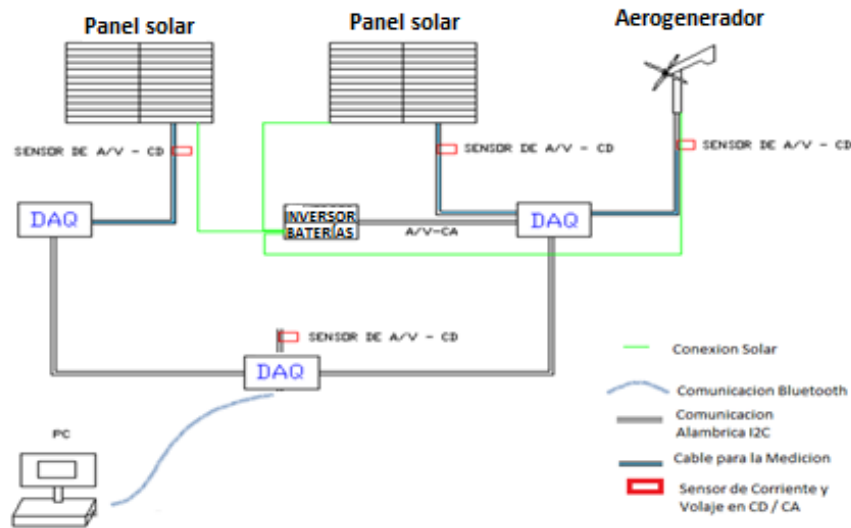 Panel solar
Panel solar
Aerogenerador
SENSOR DE A/V - CD
SENSOR DE A/V - CD
SENSOR DE A/V - CD
DAQ
INVERSOR
BATERÍAS
A/V-CA
DAQ
SENSOR DE A/V - CD
DAQ
PC
Conexion Solar
Comunicacion Bluetooth
Comunicacion
Alambrica I2C
Cable para la Medicion
Sensor de Corriente y
Volaje en CD / CA